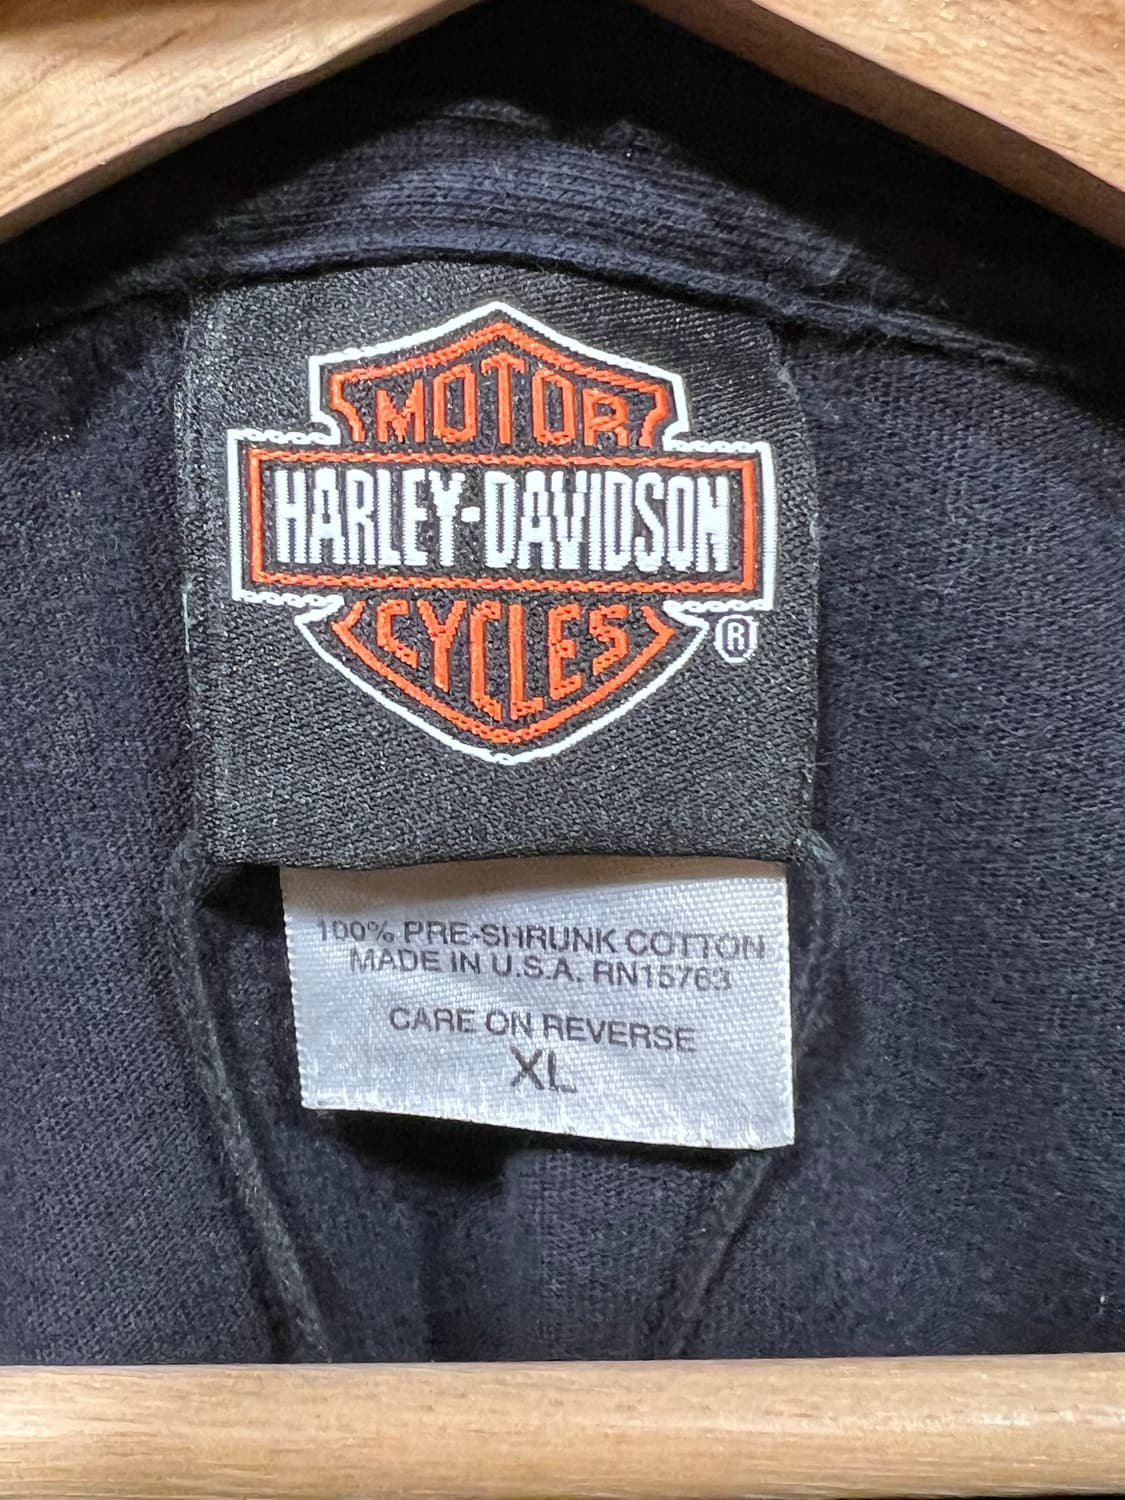 MOTOR
HARLEY-DAVIDSON
CYCLES
®
100% PRE-SHRUNK COTTON
MADE IN U.S.A. RN15763
CARE ON REVERSE
XL